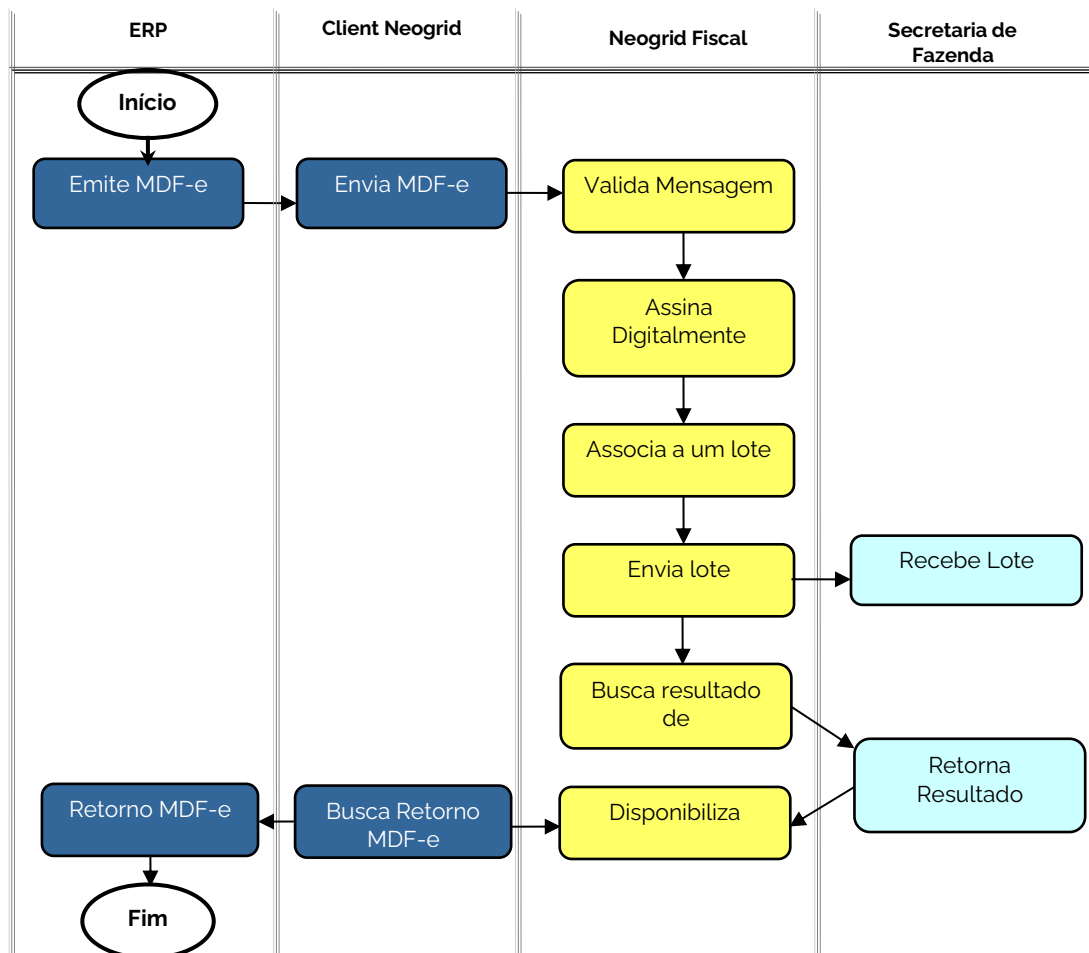 ERP
Client Neogrid
Neogrid Fiscal
Secretaria de
Fazenda
Início
Emite MDF-e
Envia MDF-e
Valida Mensagem
Assina
Digitalmente
Associa a um lote
Envia lote
Recebe Lote
Busca resultado
de
Retorna
Resultado
Retorno MDF-e
Busca Retorno
MDF-e
Disponibiliza
Fim